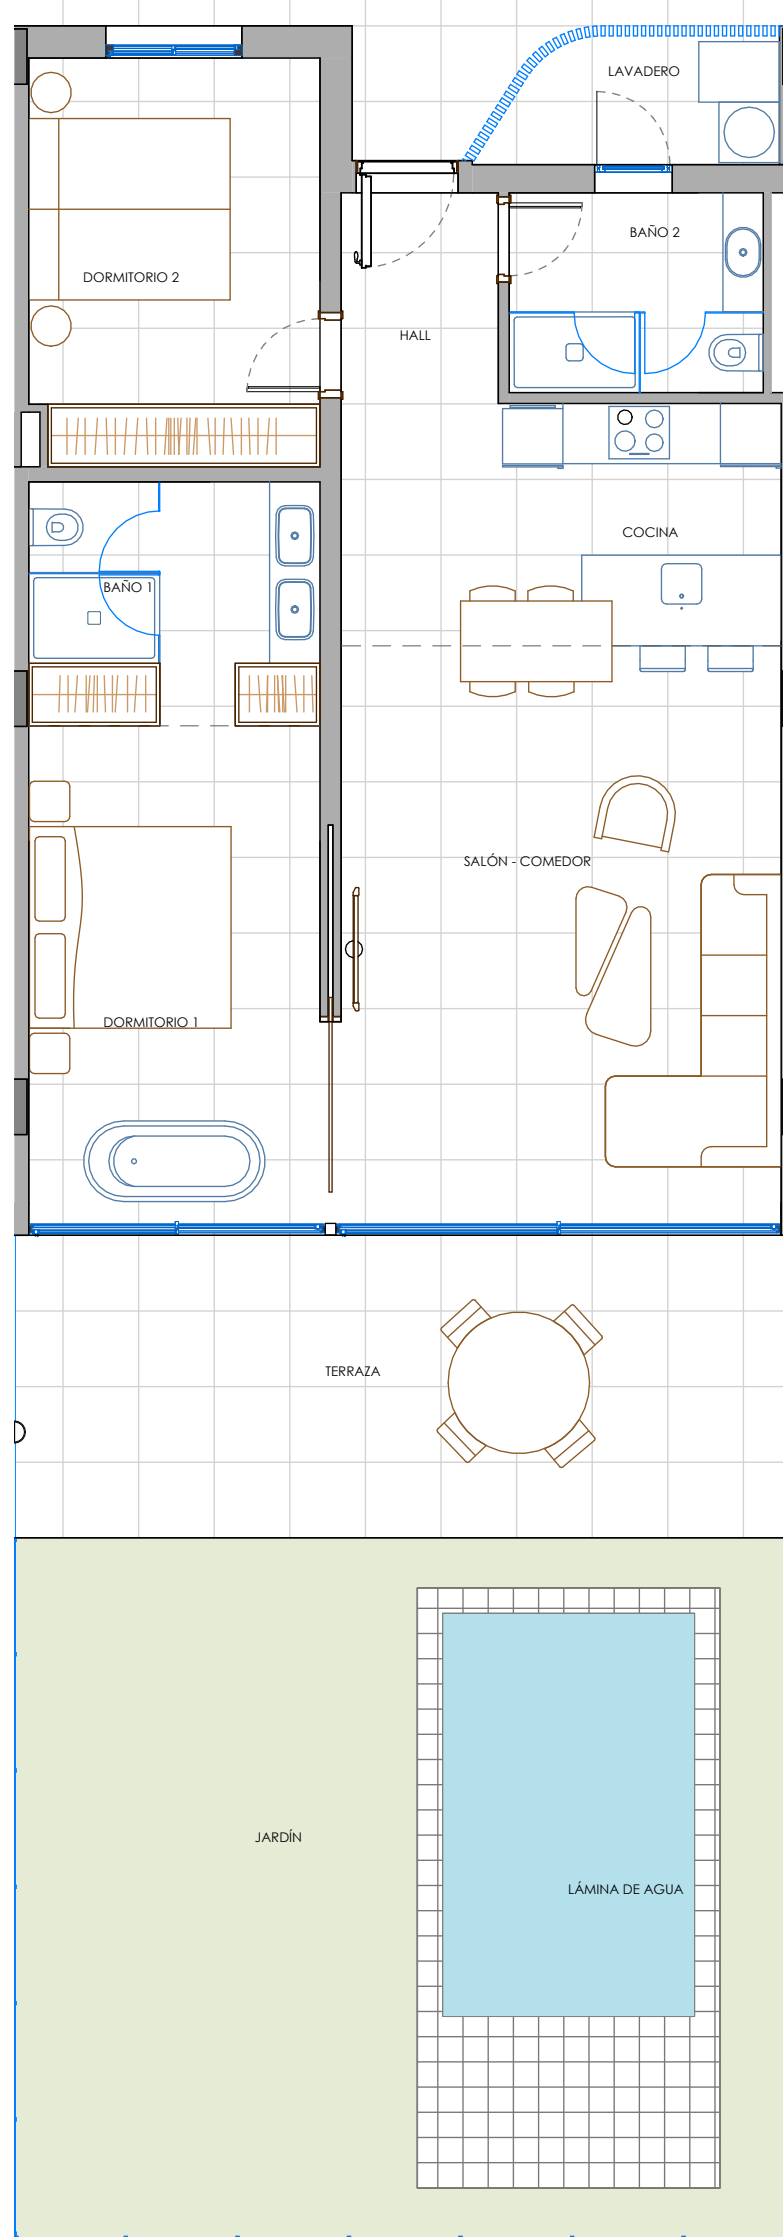 LAVADERO
BAÑO 2
DORMITORIO 2
HALL
COCINA
BAÑO 1
SALÓN - COMEDOR
DORMITORIO 1
TERRAZA
JARDÍN
LÁMINA DE AGUA